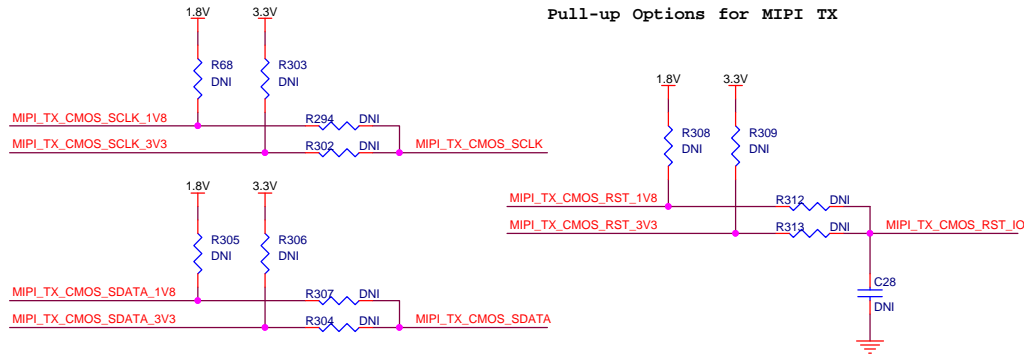 Pull-up Options for MIPI TX
1.8V
3.3V
R68
DNI
R303
DNI
MIPI_TX_CMOS_SCLK_1V8
R294
DNI
MIPI_TX_CMOS_SCLK_3V3
R302
DNI
MIPI_TX_CMOS_SCLK
1.8V
3.3V
R305
DNI
R306
DNI
MIPI_TX_CMOS_SDATA_1V8
R307
DNI
MIPI_TX_CMOS_SDATA_3V3
R304
DNI
MIPI_TX_CMOS_SDATA
1.8V
3.3V
R308
DNI
R309
DNI
MIPI_TX_CMOS_RST_1V8
R312
DNI
MIPI_TX_CMOS_RST_3V3
R313
DNI
MIPI_TX_CMOS_RST_IO
C28
DNI